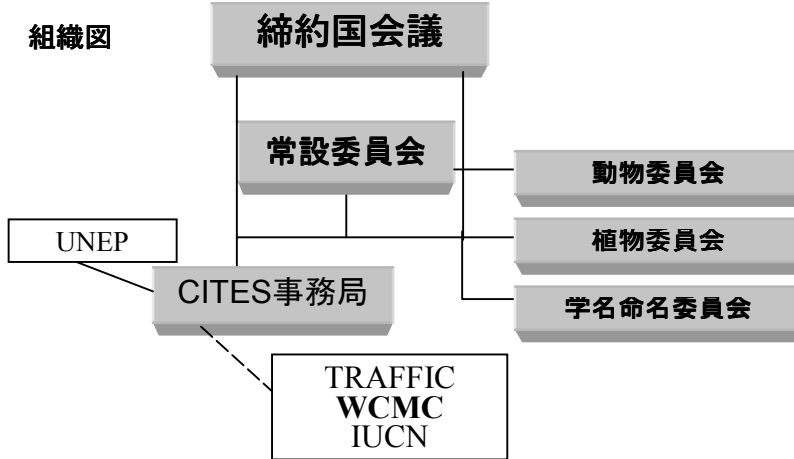 組織図
締約国会議
常設委員会
動物委員会
植物委員会
学名命名委員会
UNEP
CITES事務局
TRAFFIC
WCMC
IUCN